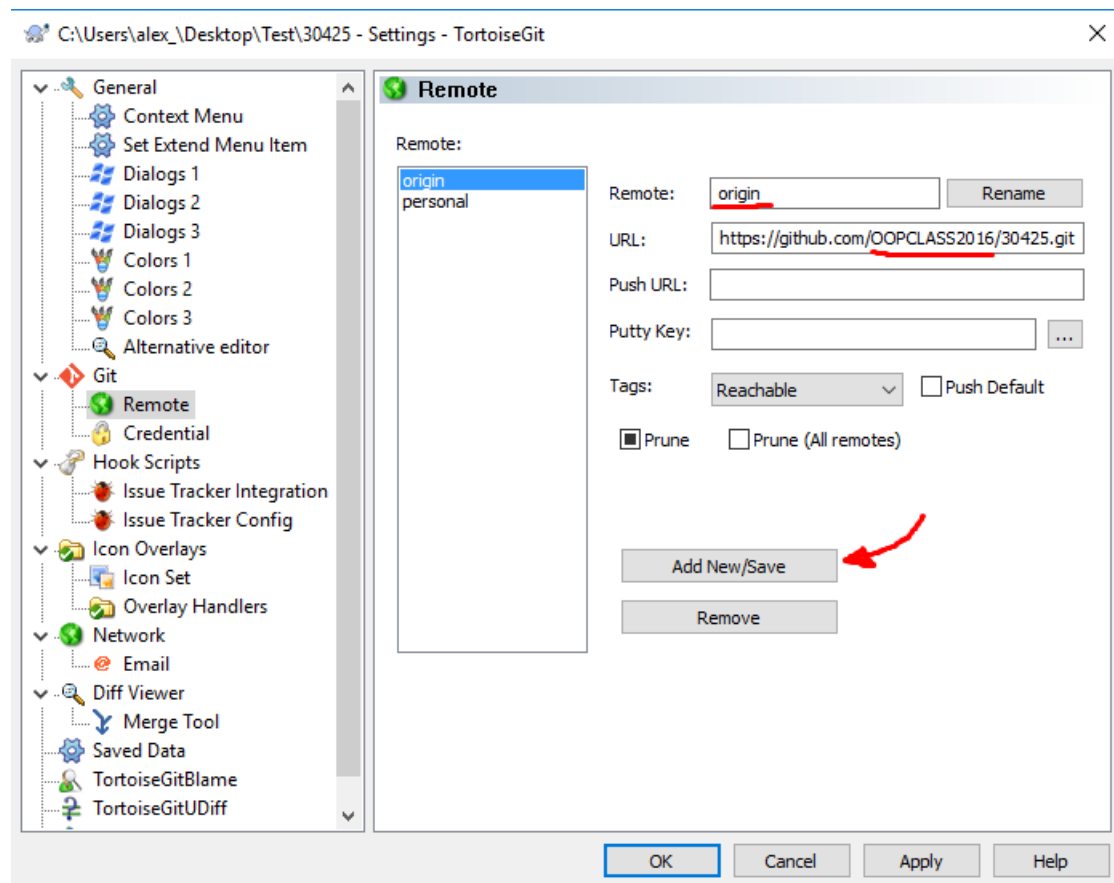 C:\Users\alex_\Desktop\Test\30425 - Settings - TortoiseGit
General
Context Menu
Set Extend Menu Item
Dialogs 1
Dialogs 2
Dialogs 3
Colors 1
Colors 2
Colors 3
Alternative editor
Git
Remote
Credential
Hook Scripts
Issue Tracker Integration
Issue Tracker Config
Icon Overlays
Icon Set
Overlay Handlers
Network
Email
Diff Viewer
Merge Tool
Saved Data
TortoiseGitBlame
TortoiseGitUDiff
Remote
Remote:
origin
personal
Remote: origin Rename
URL: https://github.com/OOPCLASS2016/30425.git
Push URL:
Putty Key: ...
Tags: Reachable Push Default
Prune Prune (All remotes)
Add New/Save
Remove
OK Cancel Apply Help